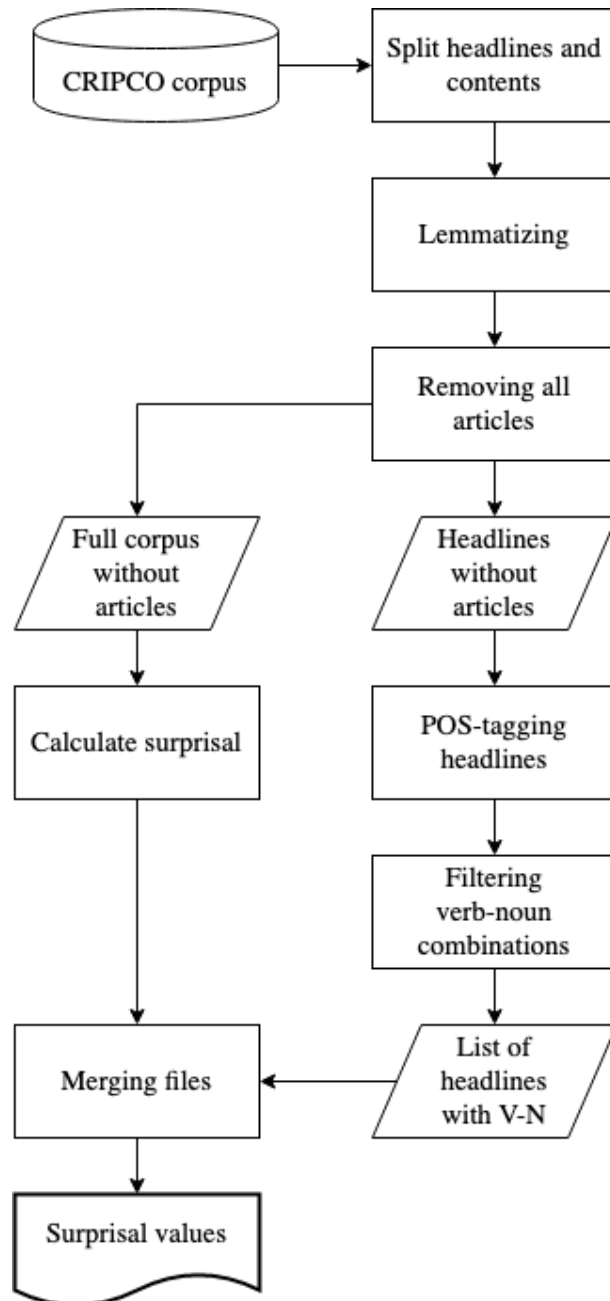 CRIPCO corpus
Split headlines and
contents
Lemmatizing
Removing all
articles
Full corpus
without
articles
Headlines
without
articles
Calculate surprisal
POS-tagging
headlines
Filtering
verb-noun
combinations
Merging files
List of
headlines
with V-N
Surprisal values